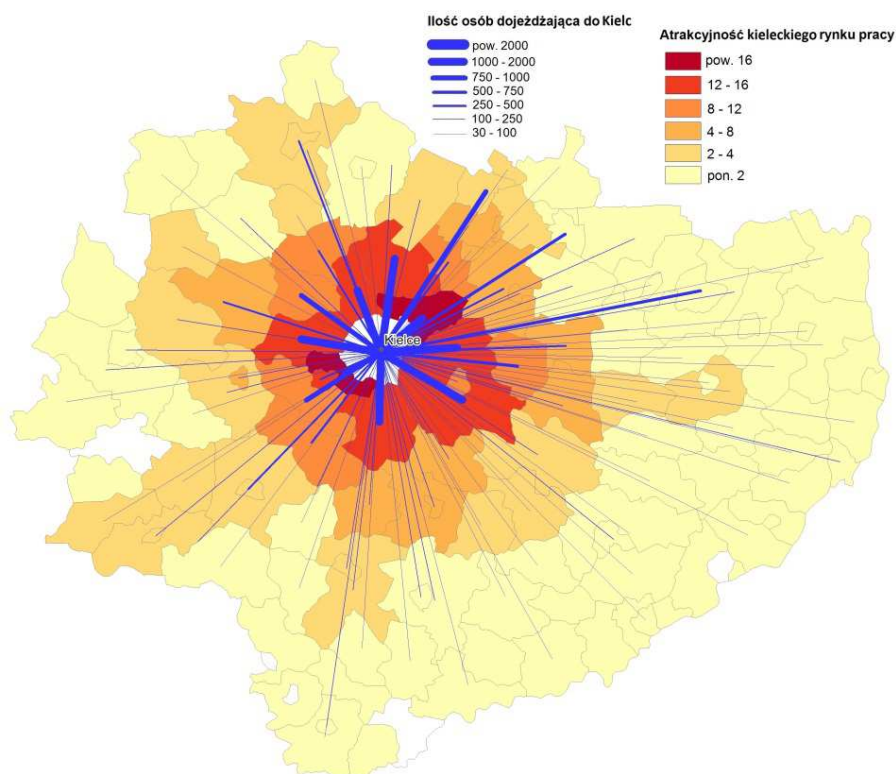 Ilość osób dojeżdżająca do Kielc
pow. 2000
1000 - 2000
750 - 1000
500 - 750
250 - 500
100 - 250
30 - 100
Atrakcyjność kieleckiego rynku pracy
pow. 16
12 - 16
8 - 12
4 - 8
2 - 4
pon. 2
Kielce